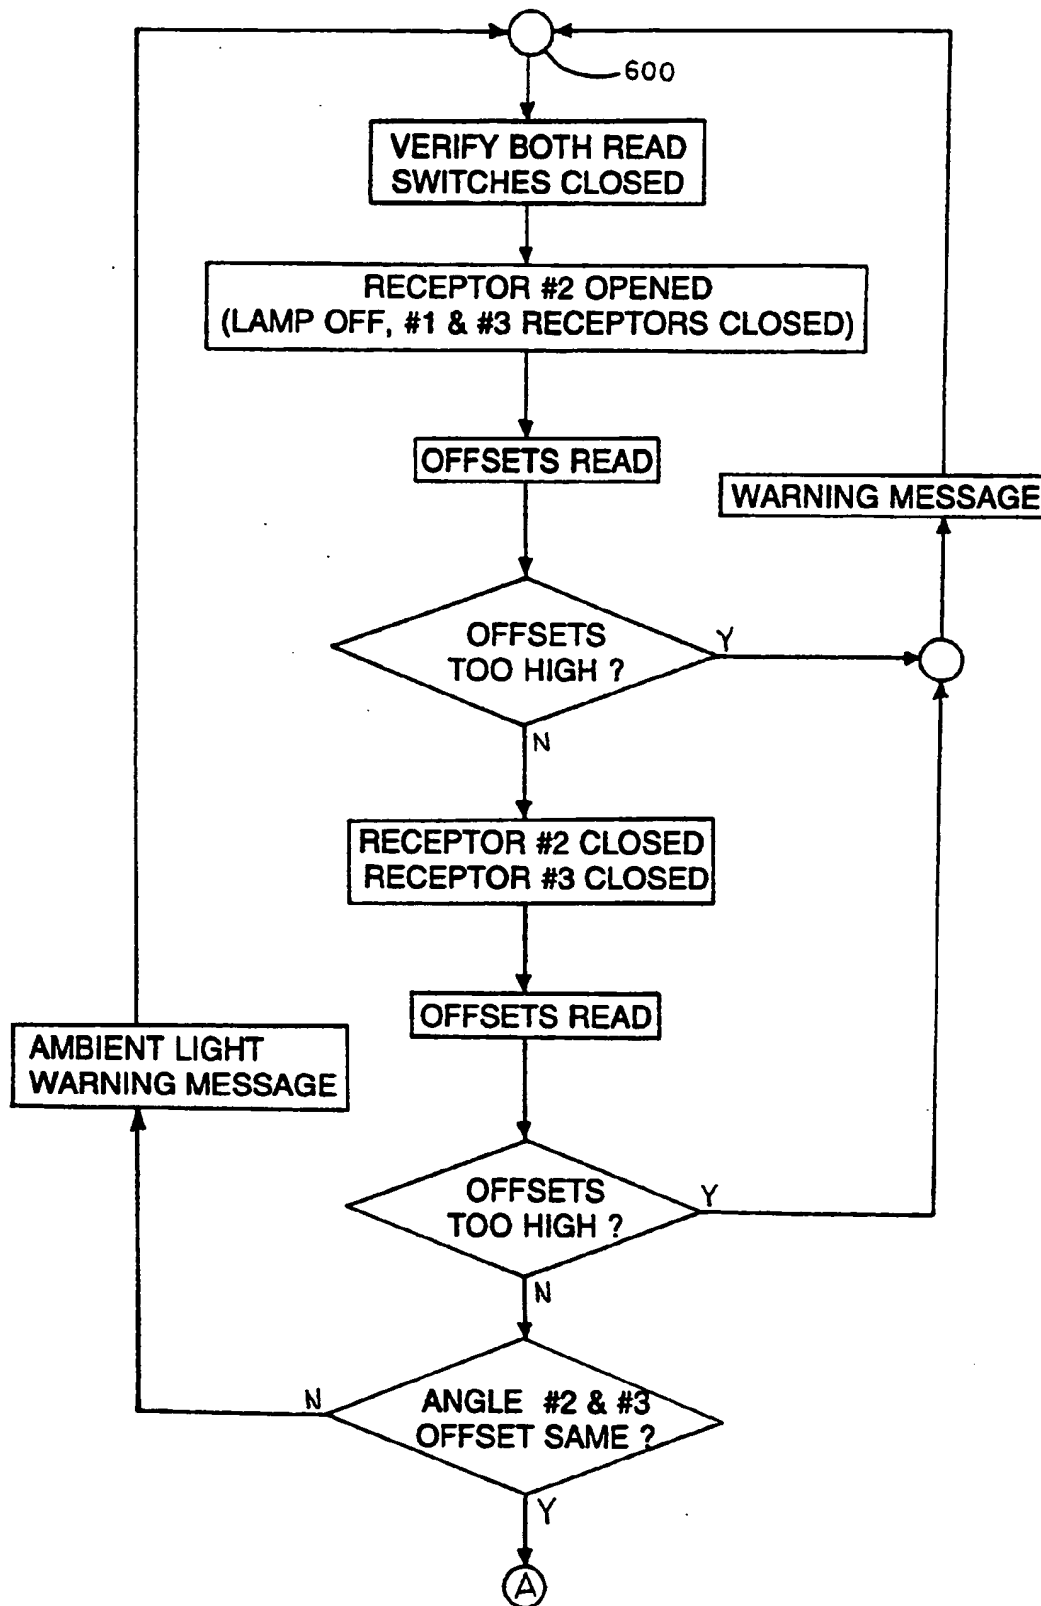 600
VERIFY BOTH READ
SWITCHES CLOSED
RECEPTOR #2 OPENED
(LAMP OFF, #1 & #3 RECEPTORS CLOSED)
OFFSETS READ
WARNING MESSAGE
OFFSETS
TOO HIGH ?
Y
N
RECEPTOR #2 CLOSED
RECEPTOR #3 CLOSED
OFFSETS READ
AMBIENT LIGHT
WARNING MESSAGE
OFFSETS
TOO HIGH ?
Y
N
N
ANGLE #2 & #3
OFFSET SAME ?
Y
A